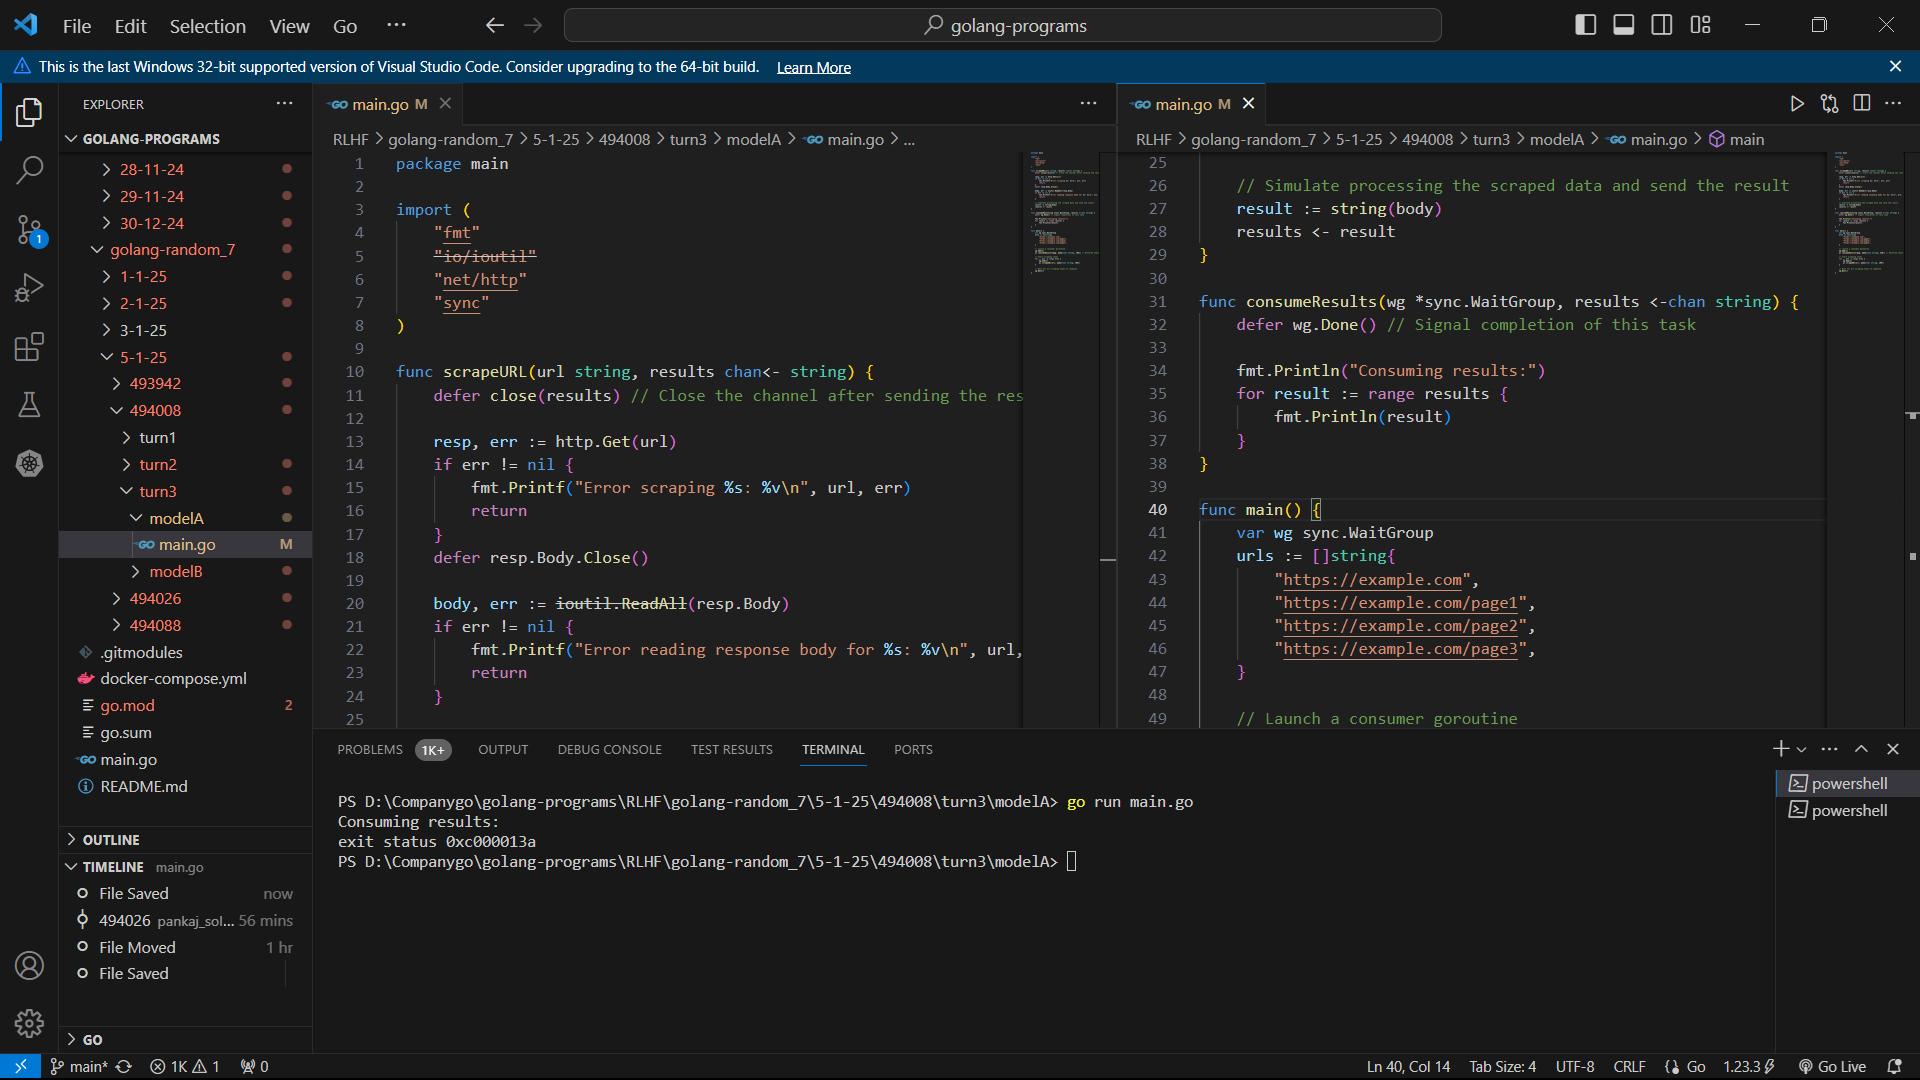 File Edit Selection View Go ··· golang-programs
This is the last Windows 32-bit supported version of Visual Studio Code. Consider upgrading to the 64-bit build. Learn More
EXPLORER
GOLANG-PROGRAMS
28-11-24
29-11-24
30-12-24
golang-random_7
1-1-25
2-1-25
3-1-25
5-1-25
493942
494008
turn1
turn2
turn3
modelA
main.go M
modelB
494026
494088
.gitmodules
docker-compose.yml
go.mod 2
go.sum
main.go
README.md
OUTLINE
TIMELINE main.go
File Saved now
494026 pankaj_sol... 56 mins
File Moved 1 hr
File Saved
GO
main.go M
RLHF > golang-random_7 > 5-1-25 > 494008 > turn3 > modelA > main.go > ...
1 package main
2
3 import (
4 "fmt"
5 "io/ioutil"
6 "net/http"
7 "sync"
8 )
9
10 func scrapeURL(url string, results chan<- string) {
11 defer close(results) // Close the channel after sending the res
12
13 resp, err := http.Get(url)
14 if err != nil {
15 fmt.Printf("Error scraping %s: %v\n", url, err)
16 return
17 }
18 defer resp.Body.Close()
19
20 body, err := ioutil.ReadAll(resp.Body)
21 if err != nil {
22 fmt.Printf("Error reading response body for %s: %v\n", url,
23 return
24 }
25
main.go M
RLHF > golang-random_7 > 5-1-25 > 494008 > turn3 > modelA > main.go > main
25
26 // Simulate processing the scraped data and send the result
27 result := string(body)
28 results <- result
29 }
30
31 func consumeResults(wg *sync.WaitGroup, results <-chan string) {
32 defer wg.Done() // Signal completion of this task
33
34 fmt.Println("Consuming results:")
35 for result := range results {
36 fmt.Println(result)
37 }
38 }
39
40 func main() {
41 var wg sync.WaitGroup
42 urls := []string{
43 "https://example.com",
44 "https://example.com/page1",
45 "https://example.com/page2",
46 "https://example.com/page3",
47 }
48
49 // Launch a consumer goroutine
PROBLEMS 1K+ OUTPUT DEBUG CONSOLE TEST RESULTS TERMINAL PORTS
PS D:\Companygo\golang-programs\RLHF\golang-random_7\5-1-25\494008\turn3\modelA> go run main.go
Consuming results:
exit status 0xc000013a
PS D:\Companygo\golang-programs\RLHF\golang-random_7\5-1-25\494008\turn3\modelA>
powershell
powershell
main* 1K 1 0 Ln 40, Col 14 Tab Size: 4 UTF-8 CRLF Go 1.23.3 Go Live